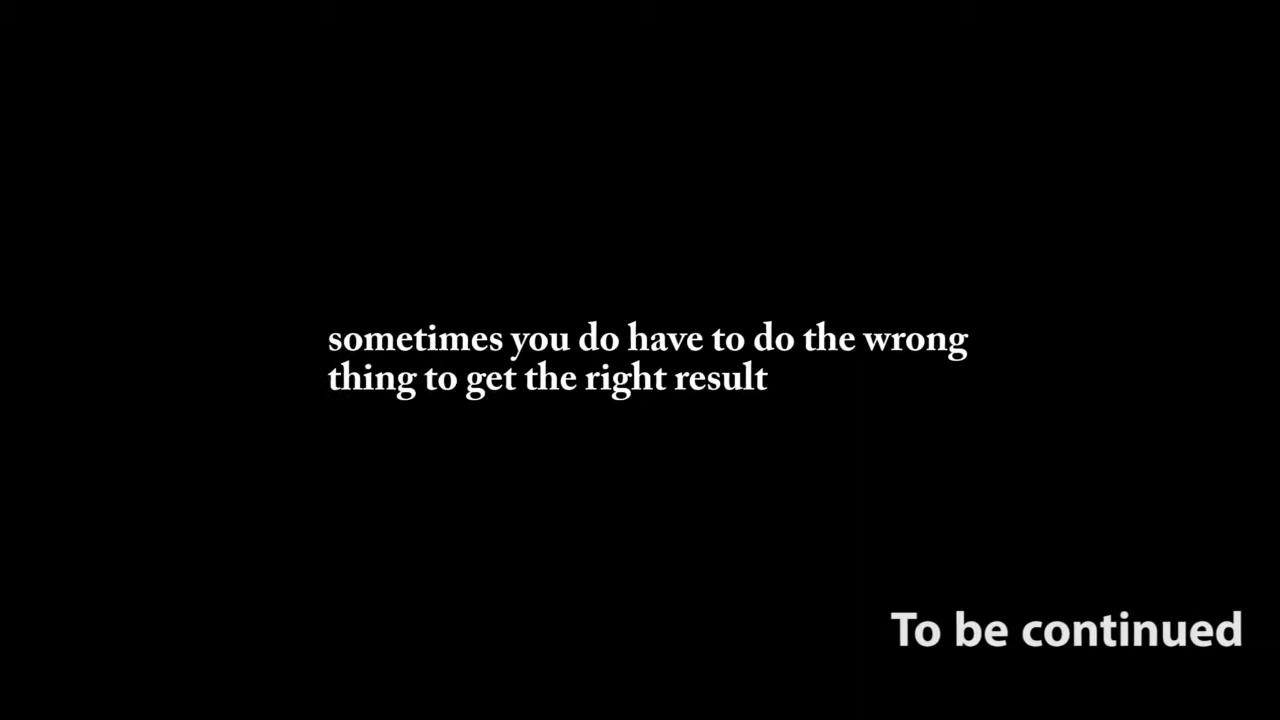 sometimes you do have to do the wrong
thing to get the right result
To be continued